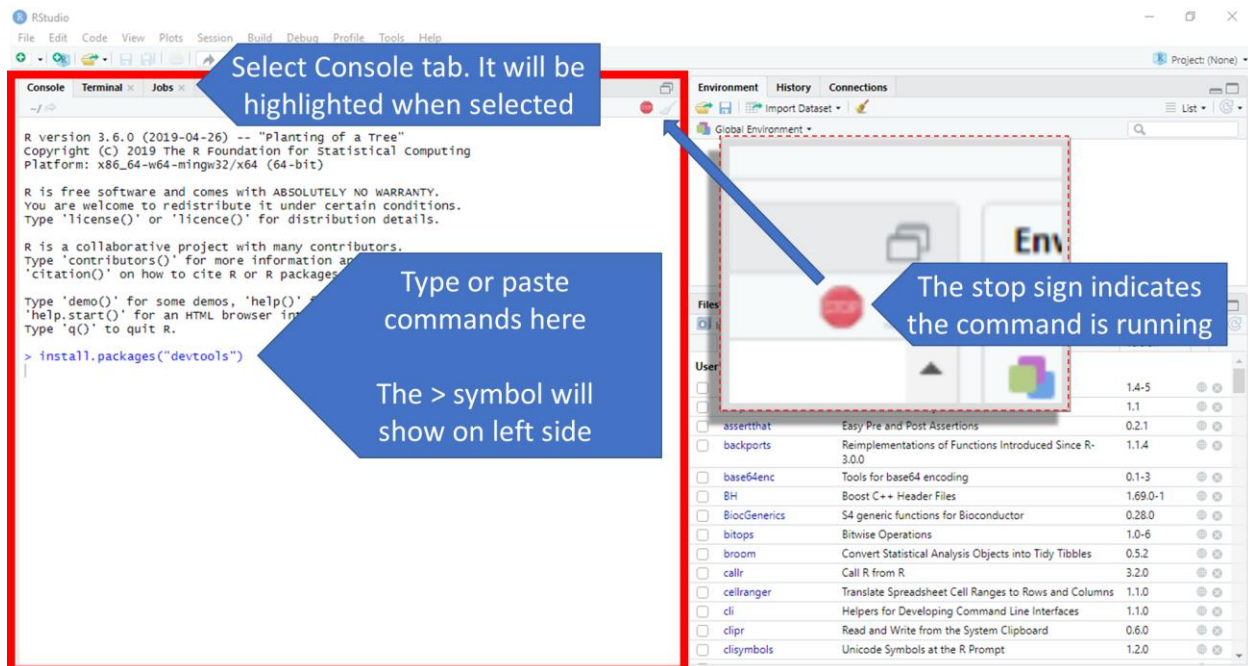 RStudio
File Edit Code View Plots Session Build Debug Profile Tools Help
Project: (None)
Select Console tab. It will be
highlighted when selected
Console Terminal Jobs
~/
R version 3.6.0 (2019-04-26) -- "Planting of a Tree"
Copyright (C) 2019 The R Foundation for Statistical Computing
Platform: x86_64-w64-mingw32/x64 (64-bit)
R is free software and comes with ABSOLUTELY NO WARRANTY.
You are welcome to redistribute it under certain conditions.
Type 'license()' or 'licence()' for distribution details.
R is a collaborative project with many contributors.
Type 'contributors()' for more information
'citation()' on how to cite R or R packages
Type 'demo()' for some demos, 'help()'
'help.start()' for an HTML browser
Type 'q()' to quit R.
> install.packages("devtools")
Type or paste
commands here
The > symbol will
show on left side
Environment History Connections
Import Dataset List
Global Environment
Env
The stop sign indicates
the command is running
Files
User
1.4-5
1.1
assertthat Easy Pre and Post Assertions 0.2.1
backports Reimplementations of Functions Introduced Since R- 1.1.4
3.0.0
base64enc Tools for base64 encoding 0.1-3
BH Boost C++ Header Files 1.69.0-1
BiocGenerics S4 generic functions for Bioconductor 0.28.0
bitops Bitwise Operations 1.0-6
broom Convert Statistical Analysis Objects into Tidy Tibbles 0.5.2
callr Call R from R 3.2.0
cellranger Translate Spreadsheet Cell Ranges to Rows and Columns 1.1.0
cli Helpers for Developing Command Line Interfaces 1.1.0
clipr Read and Write from the System Clipboard 0.6.0
clisymbols Unicode Symbols at the R Prompt 1.2.0